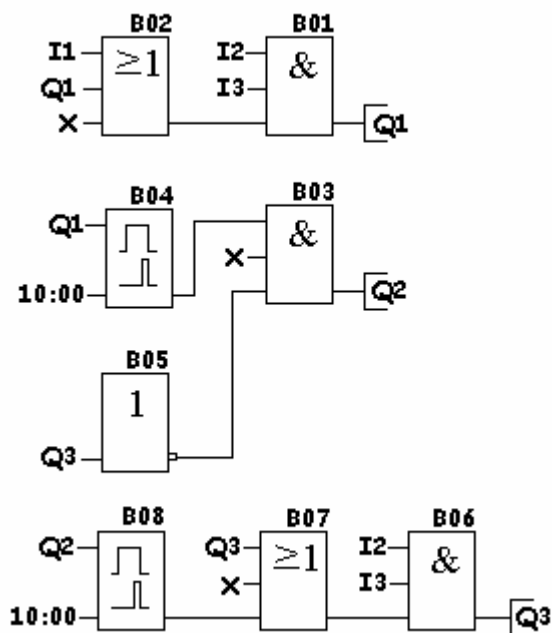 B02 B01
I1 ≥1 I2 &
Q1 I3
x Q1
B04 B03
Q1 &
x
10:00 Q2
B05
1
Q3
B08 B07 B06
Q2 Q3 ≥1 I2 &
x I3
10:00 Q3